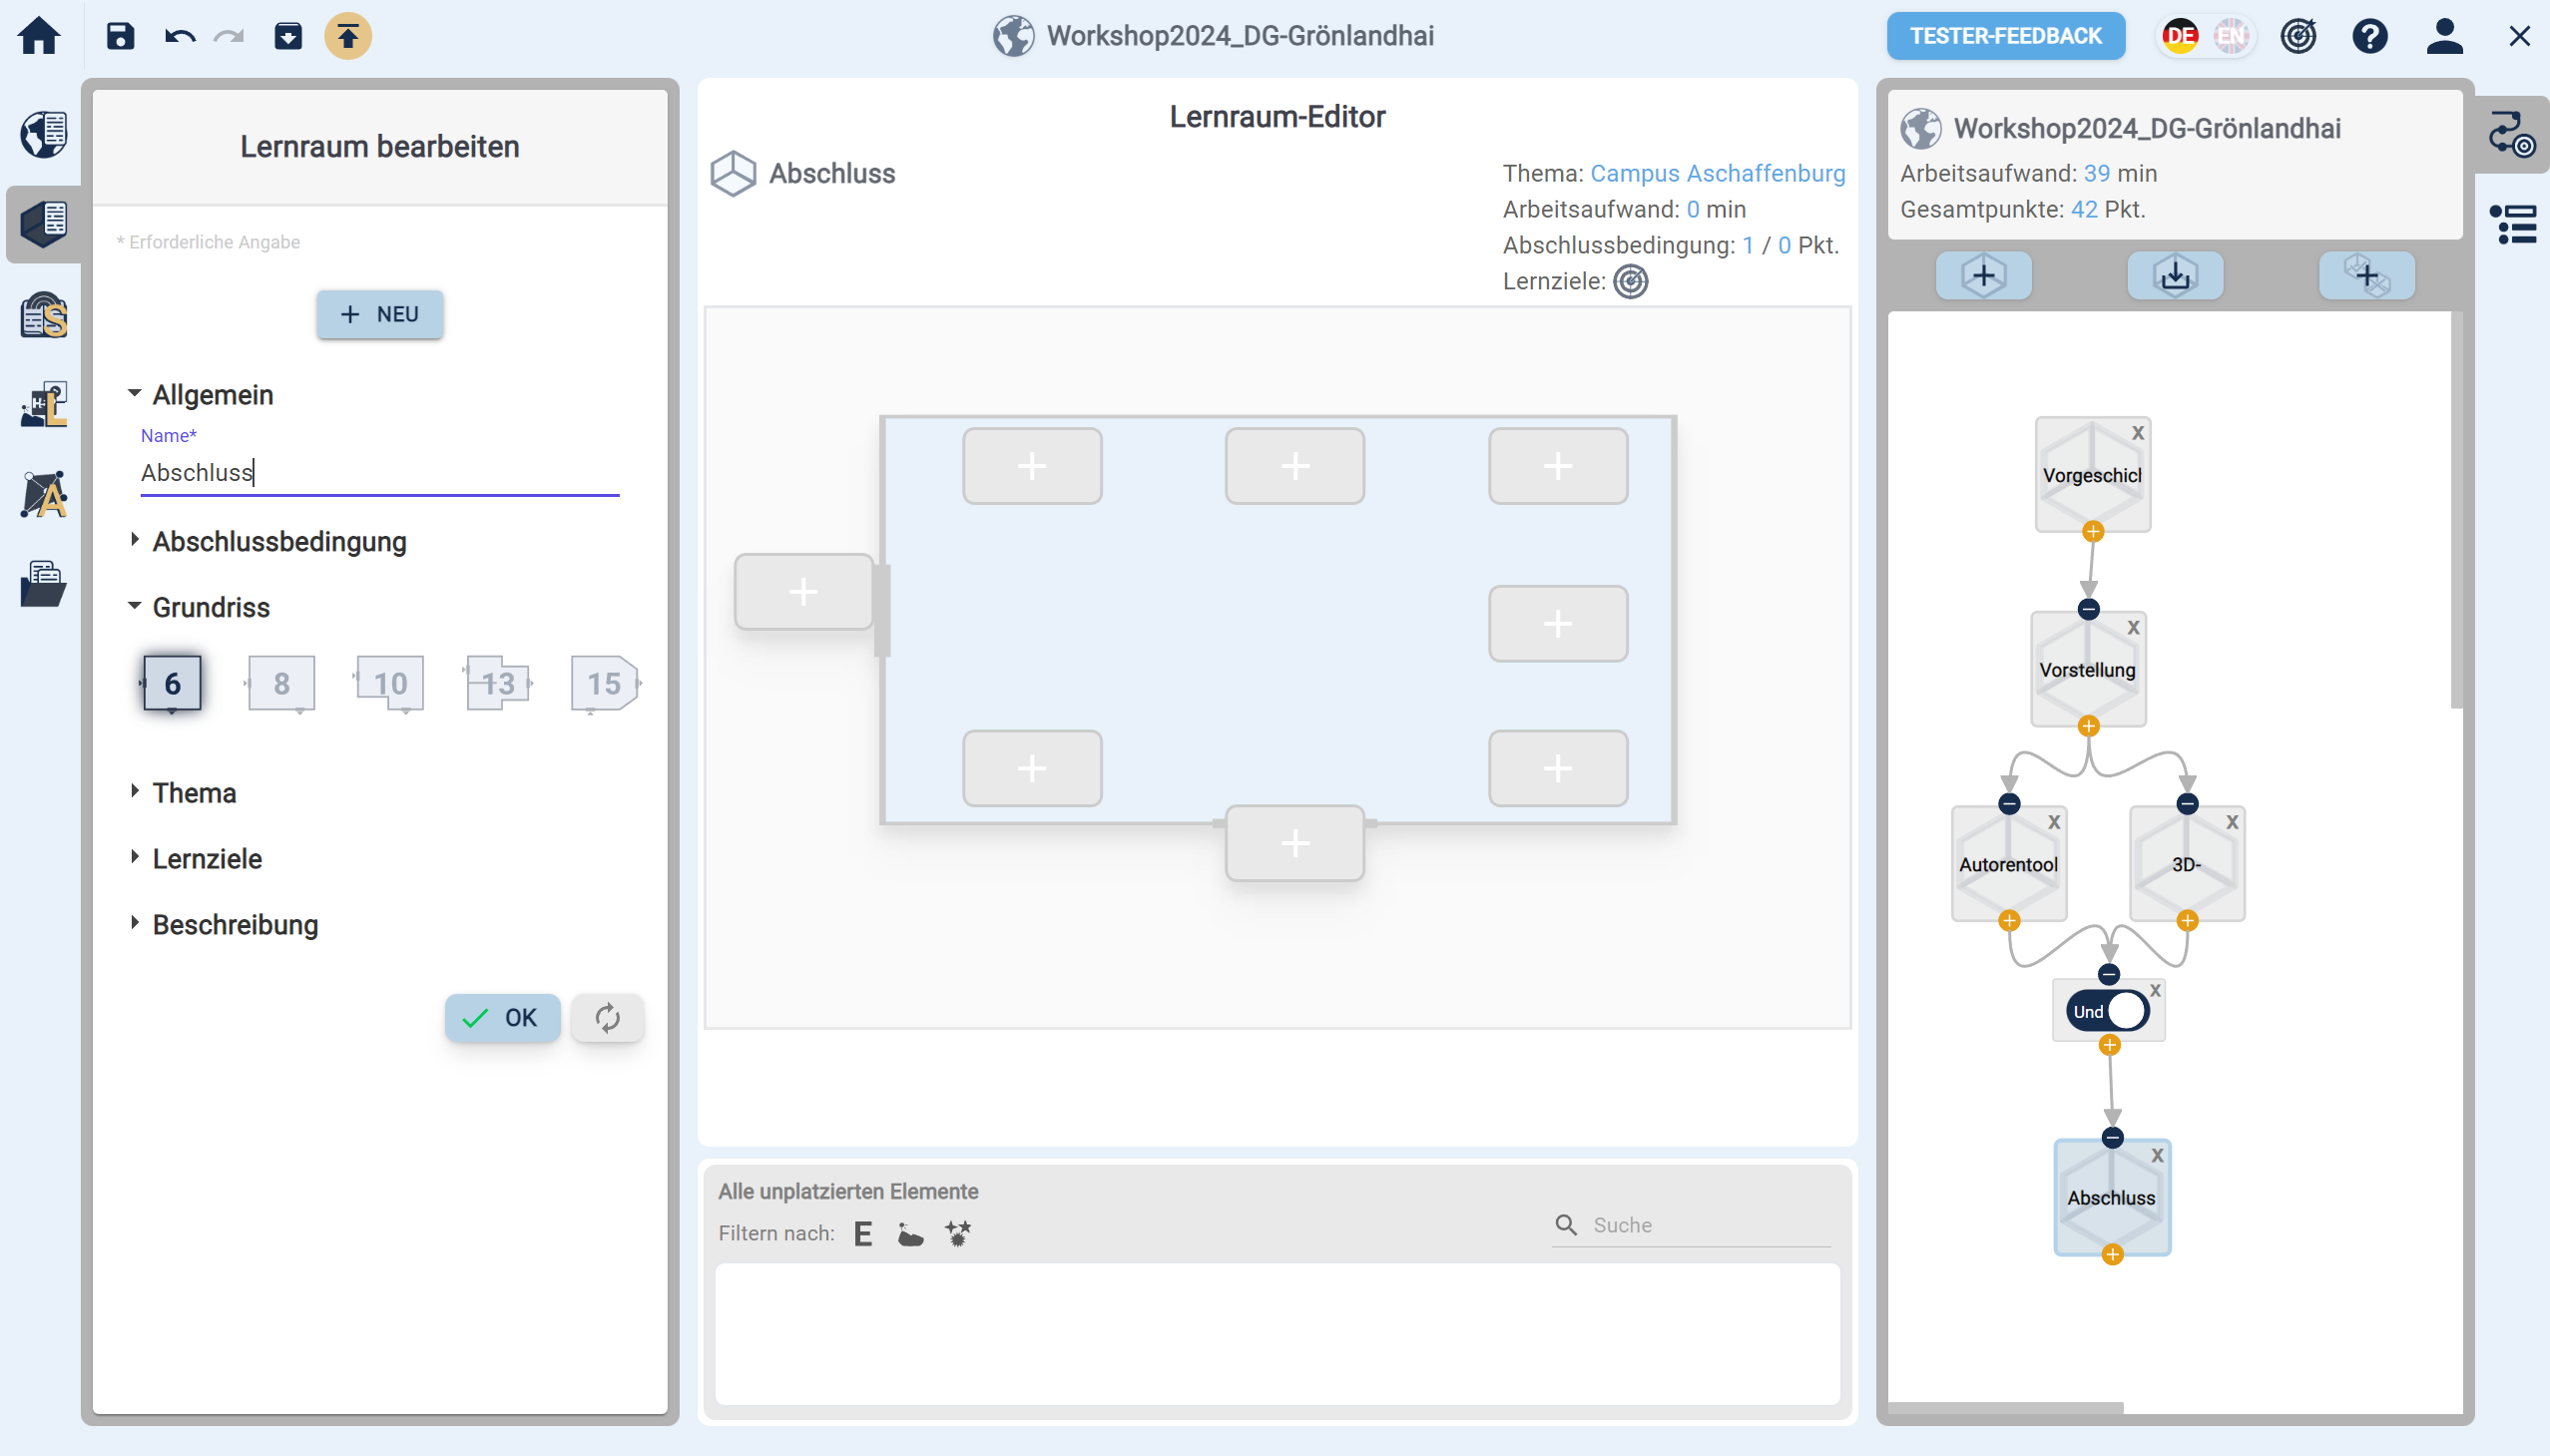 Workshop2024_DG-Grönlandhai
TESTER-FEEDBACK
DE
EN
Lernraum bearbeiten
* Erforderliche Angabe
+ NEU
Allgemein
Name*
Abschluss
Abschlussbedingung
Grundriss
6
8
10
13
15
Thema
Lernziele
Beschreibung
OK
S
L
A
Lernraum-Editor
Abschluss
Thema: Campus Aschaffenburg
Arbeitsaufwand: 0 min
Abschlussbedingung: 1 / 0 Pkt.
Lernziele:
Alle unplatzierten Elemente
Filtern nach: E
Suche
Workshop2024_DG-Grönlandhai
Arbeitsaufwand: 39 min
Gesamtpunkte: 42 Pkt.
X
Vorgeschicl
X
Vorstellung
X
Autorentool
X
3D-
X
Und
X
Abschluss